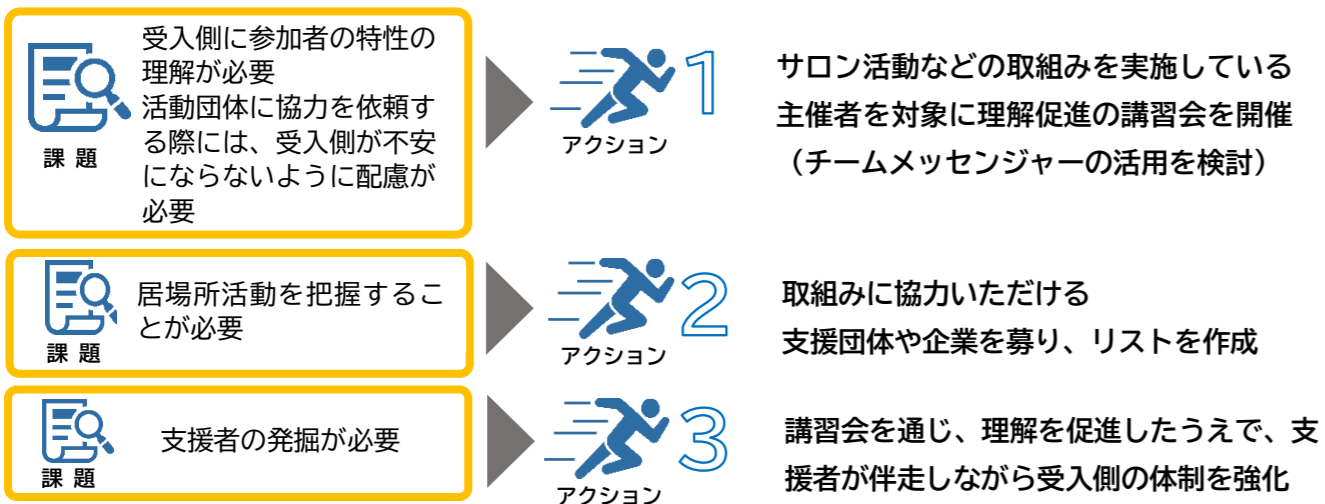 受入側に参加者の特性の
理解が必要
活動団体に協力を依頼す
る際には、受入側が不安
にならないように配慮が
必要
課 題
アクション
1
サロン活動などの取組みを実施している
主催者を対象に理解促進の講習会を開催
（チームメッセンジャーの活用を検討）
居場所活動を把握するこ
とが必要
課 題
アクション
2
取組みに協力いただける
支援団体や企業を募り、リストを作成
支援者の発掘が必要
課 題
アクション
3
講習会を通じ、理解を促進したうえで、支
援者が伴走しながら受入側の体制を強化